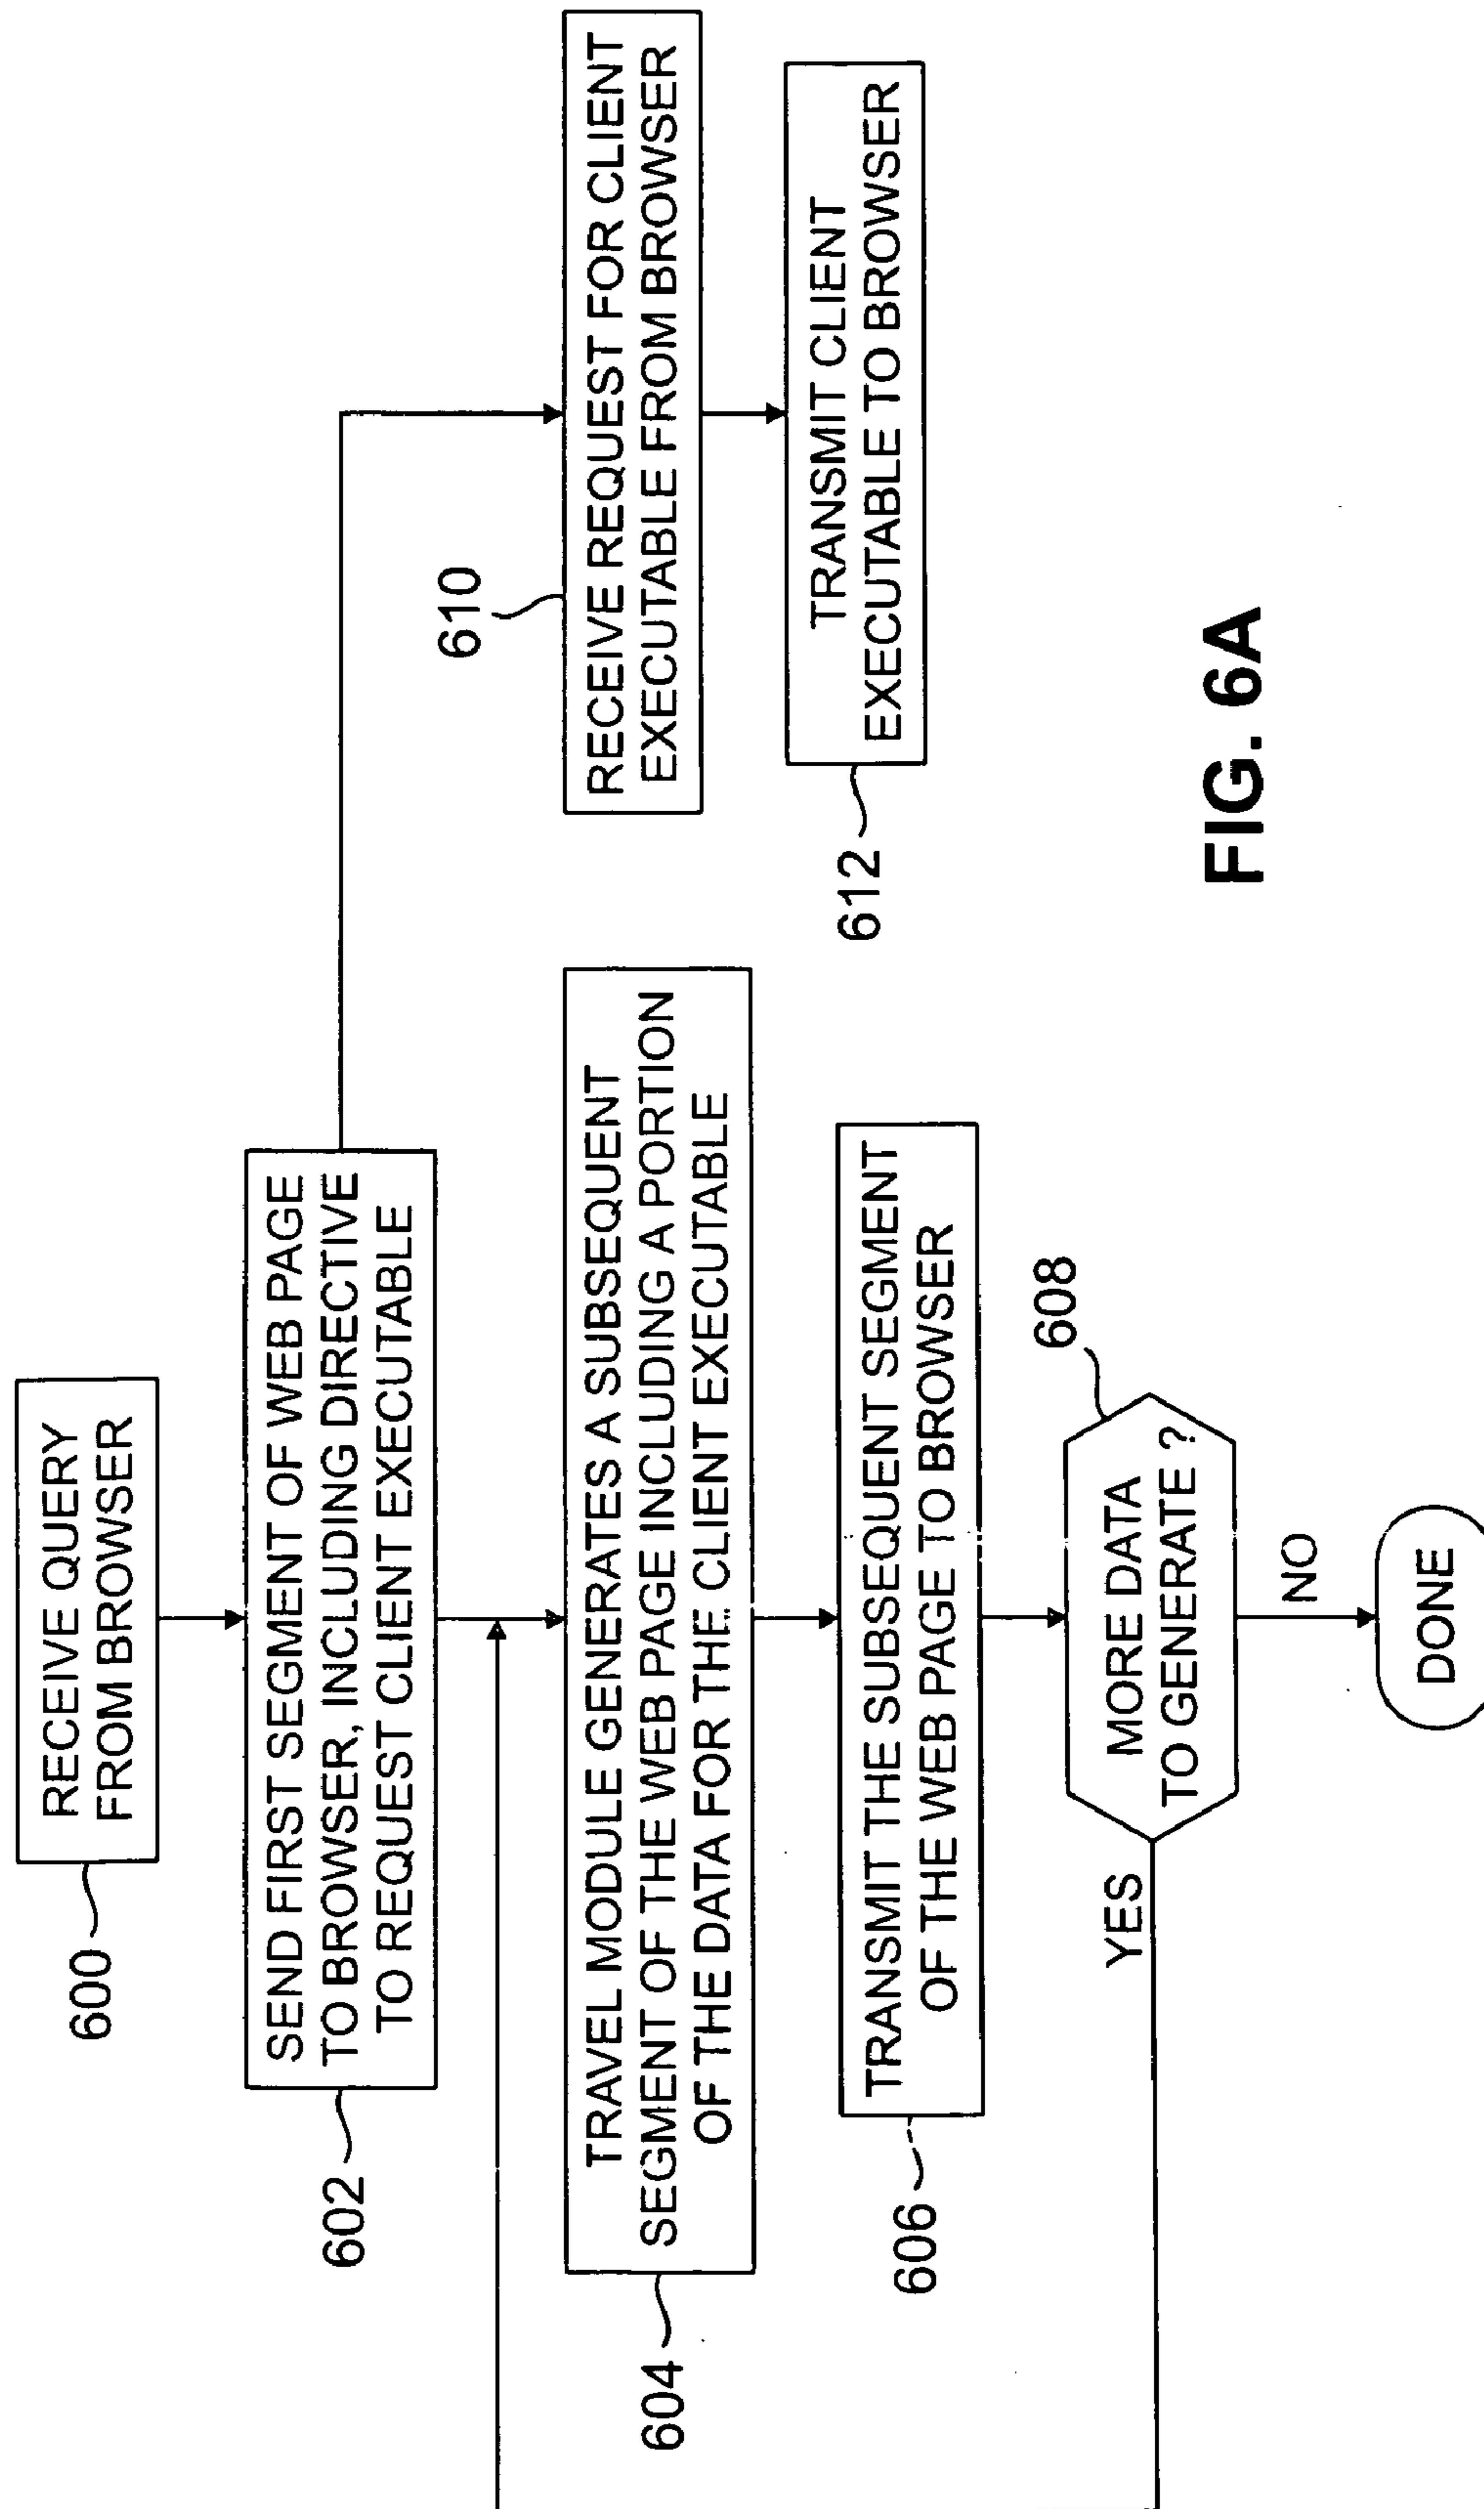 600
RECEIVE QUERY
FROM BROWSER
602
SEND FIRST SEGMENT OF WEB PAGE
TO BROWSER, INCLUDING DIRECTIVE
TO REQUEST CLIENT EXECUTABLE
604
TRAVEL MODULE GENERATES A SUBSEQUENT
SEGMENT OF THE WEB PAGE INCLUDING A PORTION
OF THE DATA FOR THE CLIENT EXECUTABLE
606
TRANSMIT THE SUBSEQUENT SEGMENT
OF THE WEB PAGE TO BROWSER
608
MORE DATA
TO GENERATE ?
YES
NO
DONE
610
RECEIVE REQUEST FOR CLIENT
EXECUTABLE FROM BROWSER
612
TRANSMIT CLIENT
EXECUTABLE TO BROWSER
FIG. 6A